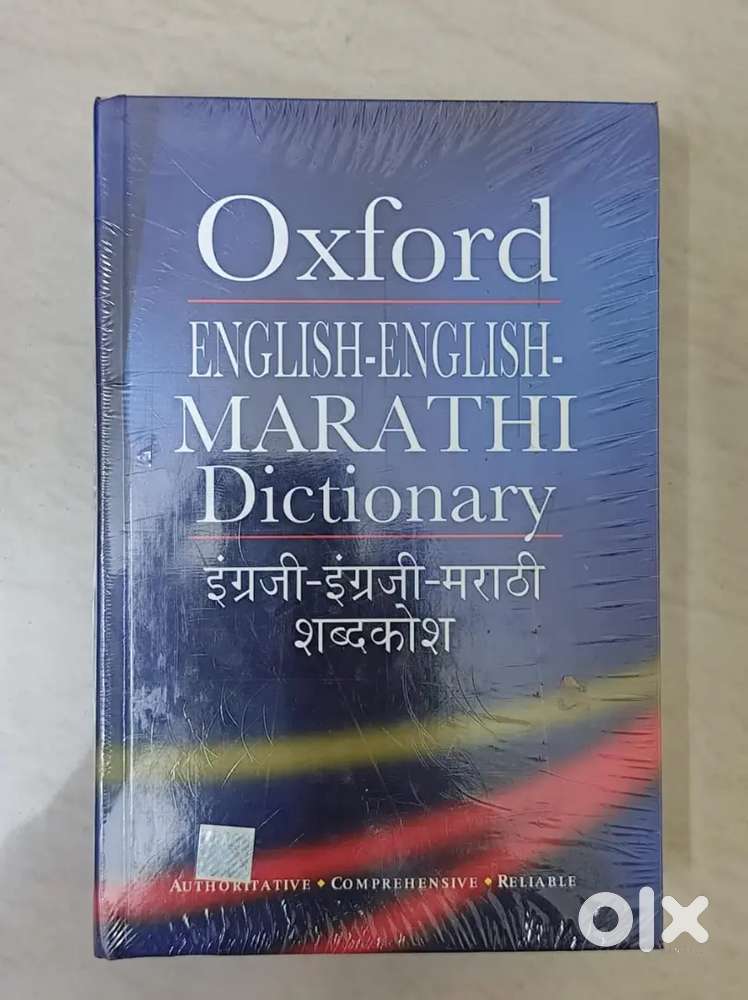 Oxford
ENGLISH-ENGLISH-
MARATHI
Dictionary
इंग्रजी-इंग्रजी-मराठी
शब्दकोश
AUTHORITATIVE • COMPREHENSIVE • RELIABLE
olx